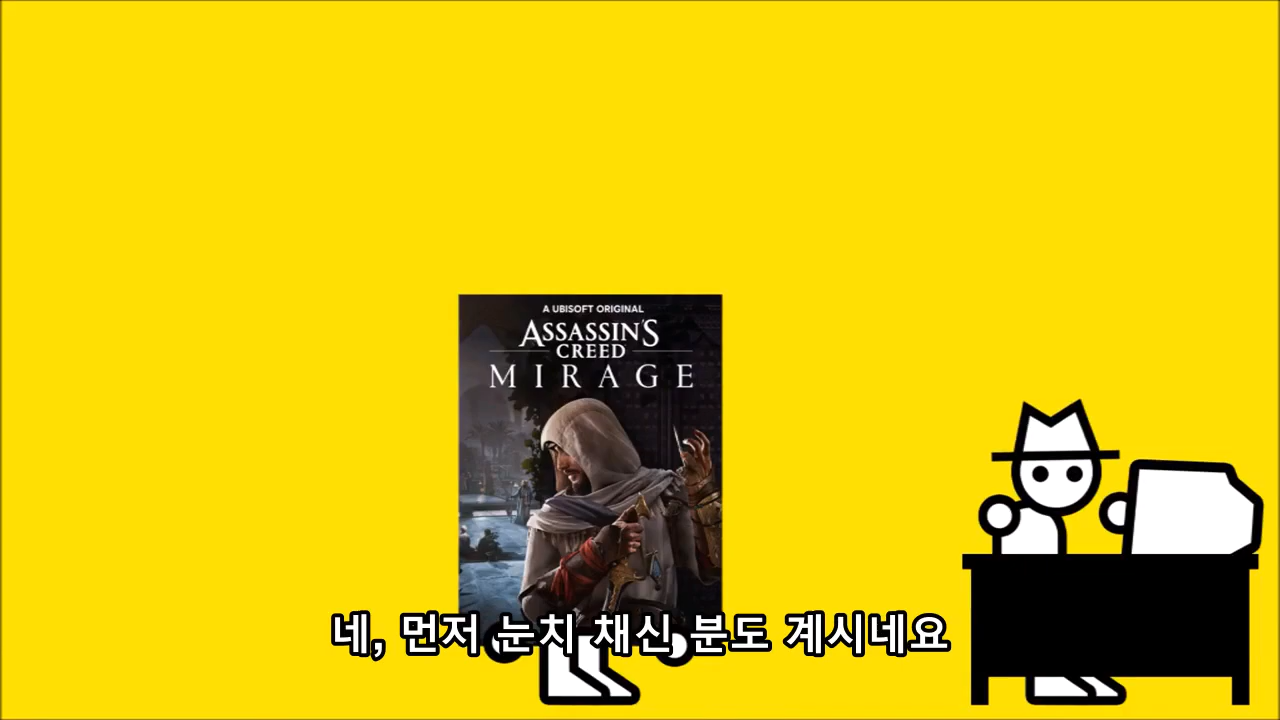 A UBISOFT ORIGINAL
ASSASSIN'S
CREED
MIRAGE
네, 먼저 눈치 채신 분도 계시네요